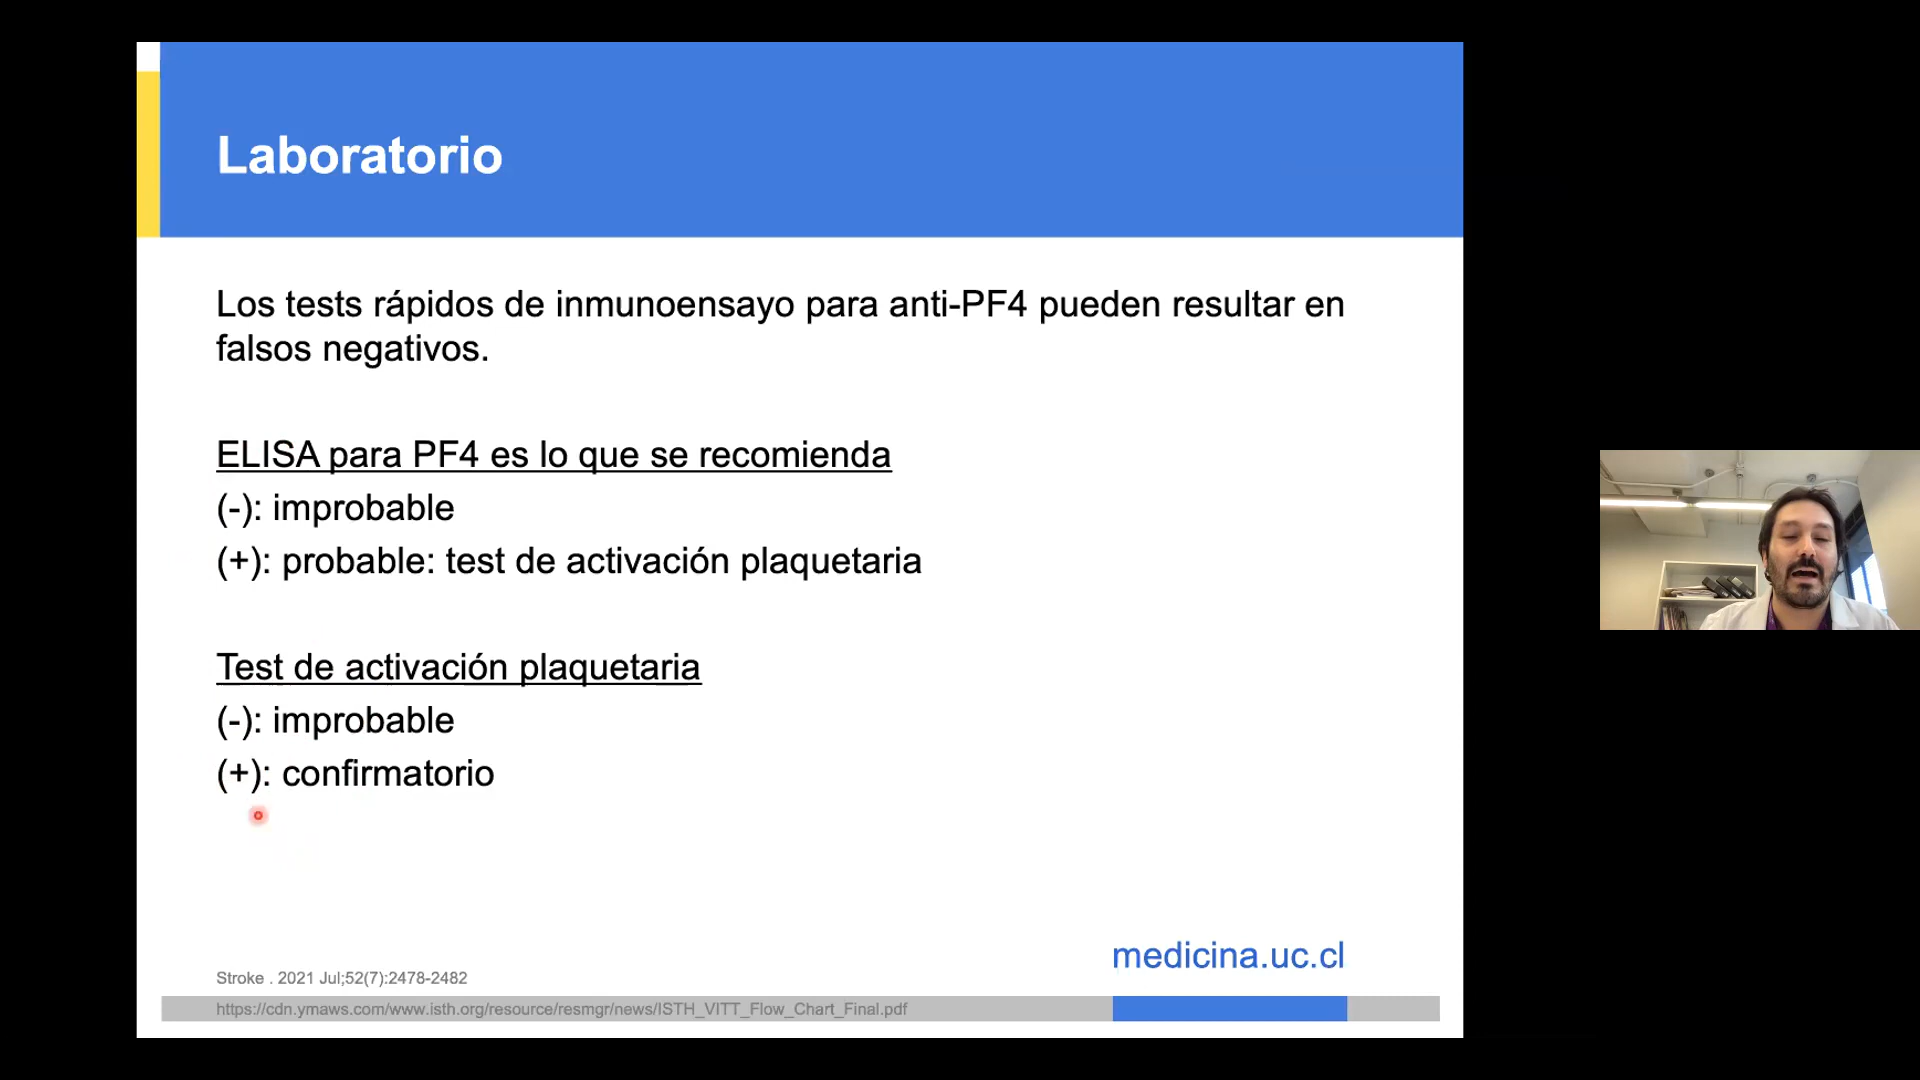 Laboratorio
Los tests rápidos de inmunoensayo para anti-PF4 pueden resultar en
falsos negativos.
ELISA para PF4 es lo que se recomienda
(-): improbable
(+): probable: test de activación plaquetaria
Test de activación plaquetaria
(-): improbable
(+): confirmatorio
medicina.uc.cl
Stroke . 2021 Jul;52(7):2478-2482
https://cdn.ymaws.com/www.isth.org/resource/resmgr/news/ISTH_VITT_Flow_Chart_Final.pdf